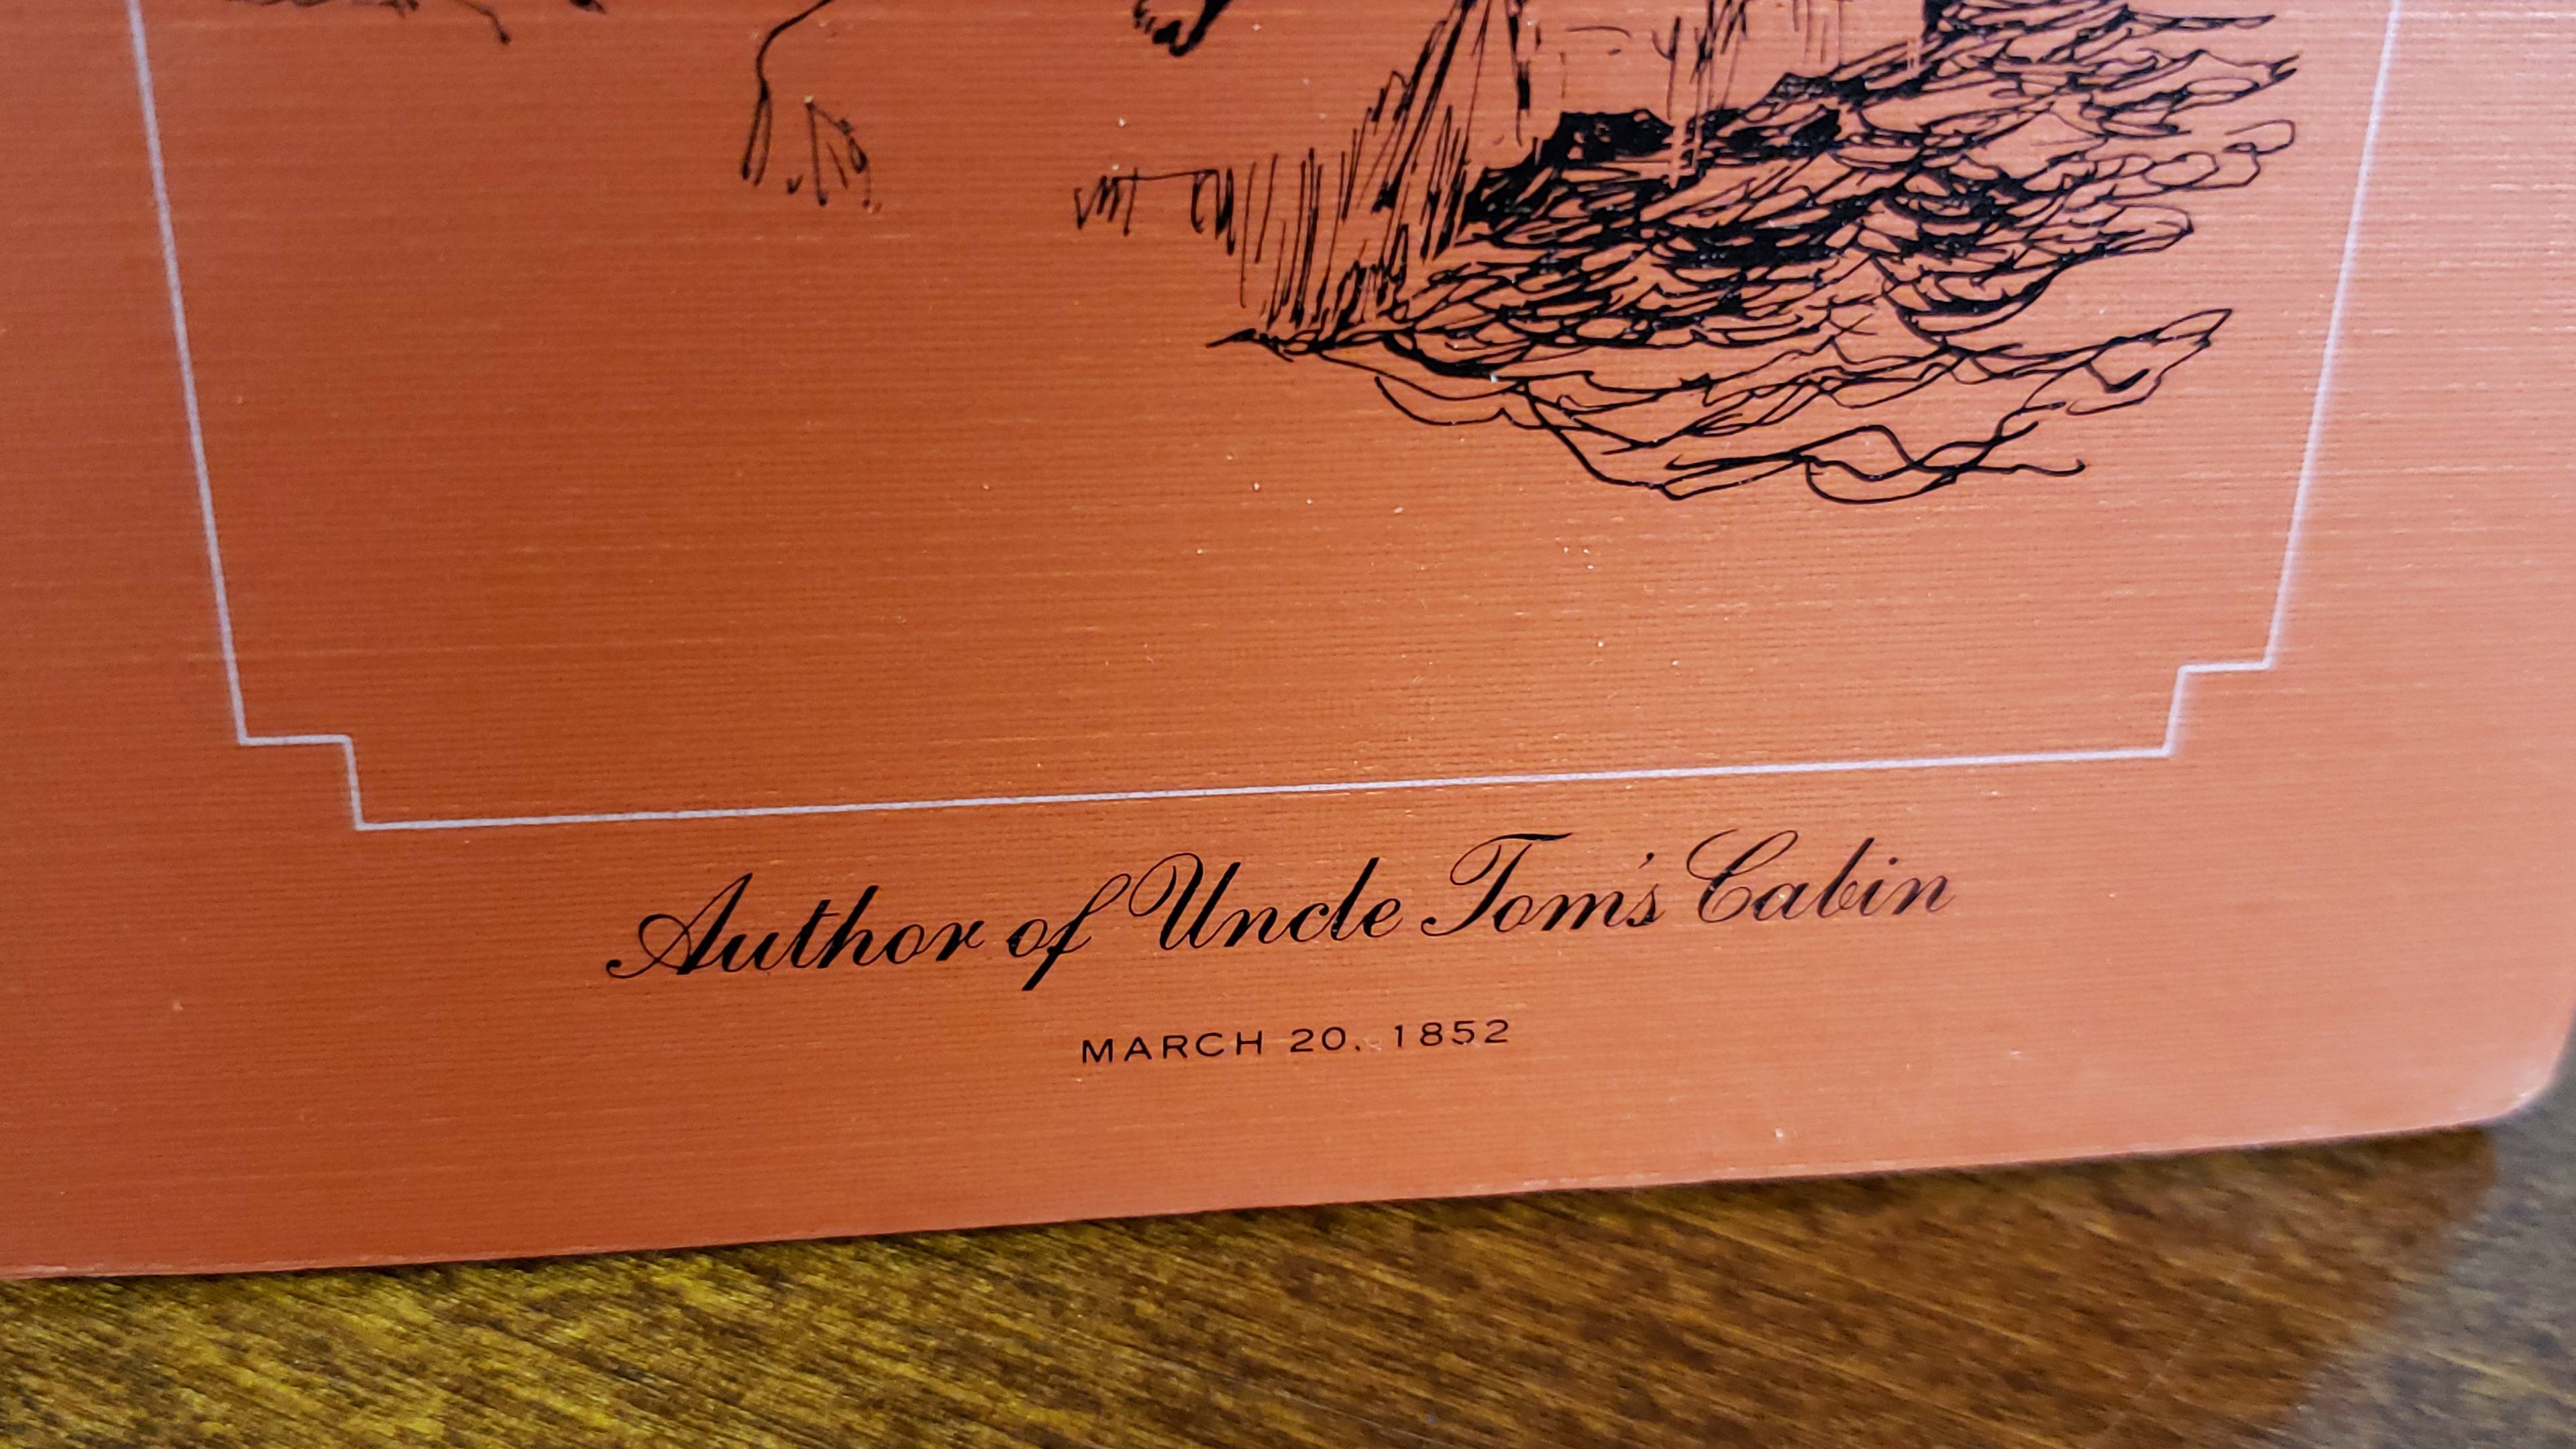 Author of Uncle Tom's Cabin
MARCH 20, 1852